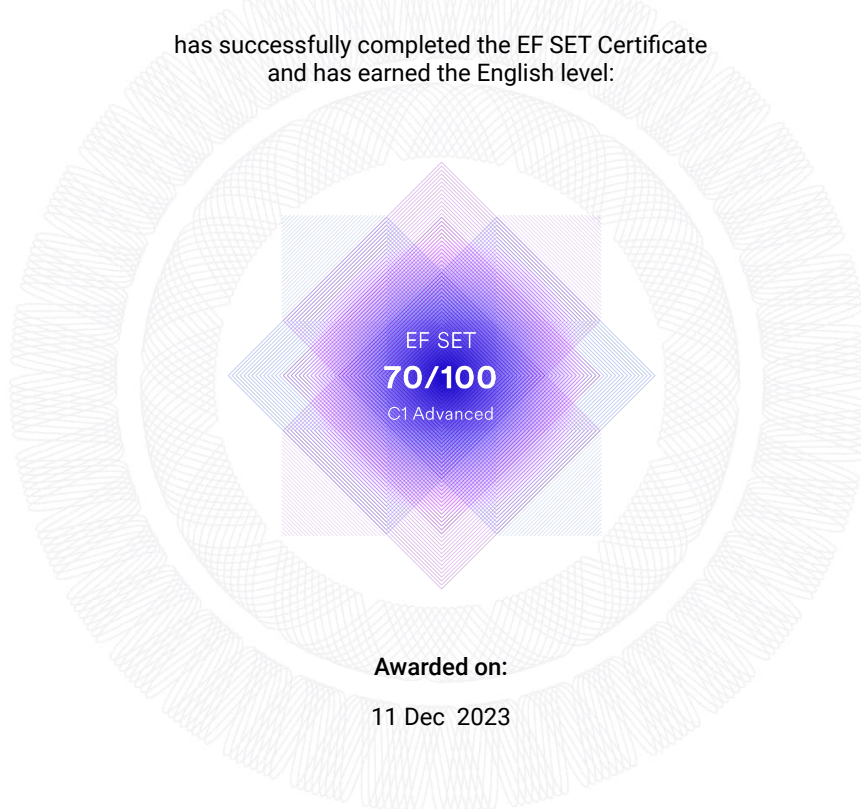 has successfully completed the EF SET Certificate
and has earned the English level:
EF SET
70/100
C1 Advanced
Awarded on:
11 Dec 2023